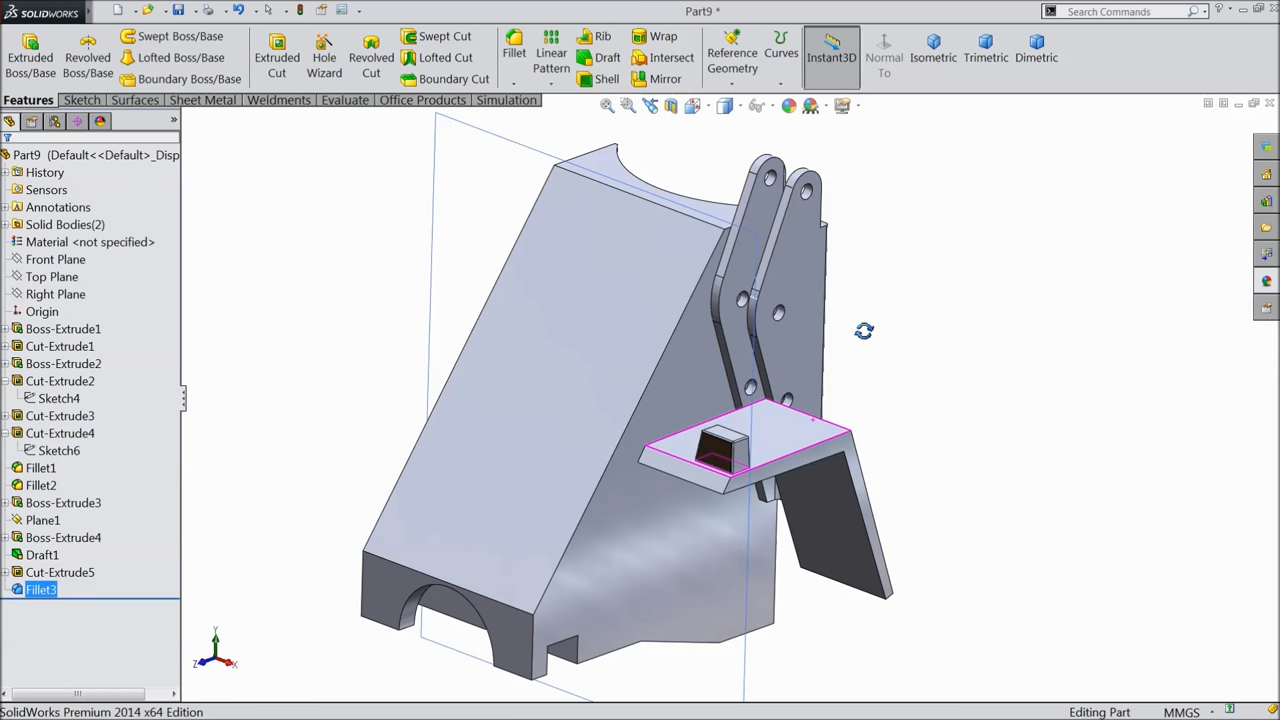 SOLIDWORKS
Part9 *
Search Commands
Extruded Boss/Base
Revolved Boss/Base
Swept Boss/Base
Lofted Boss/Base
Boundary Boss/Base
Extruded Cut
Hole Wizard
Revolved Cut
Swept Cut
Lofted Cut
Boundary Cut
Fillet
Linear Pattern
Rib
Draft
Shell
Wrap
Intersect
Mirror
Reference Geometry
Curves
Instant3D
Normal To
Isometric
Trimetric
Dimetric
Features Sketch Surfaces Sheet Metal Weldments Evaluate Office Products Simulation
Part9 (Default<<Default>_Disp
History
Sensors
Annotations
Solid Bodies(2)
Material <not specified>
Front Plane
Top Plane
Right Plane
Origin
Boss-Extrude1
Cut-Extrude1
Boss-Extrude2
Cut-Extrude2
Sketch4
Cut-Extrude3
Cut-Extrude4
Sketch6
Fillet1
Fillet2
Boss-Extrude3
Plane1
Boss-Extrude4
Draft1
Cut-Extrude5
Fillet3
Y
Z
X
SolidWorks Premium 2014 x64 Edition
Editing Part
MMGS